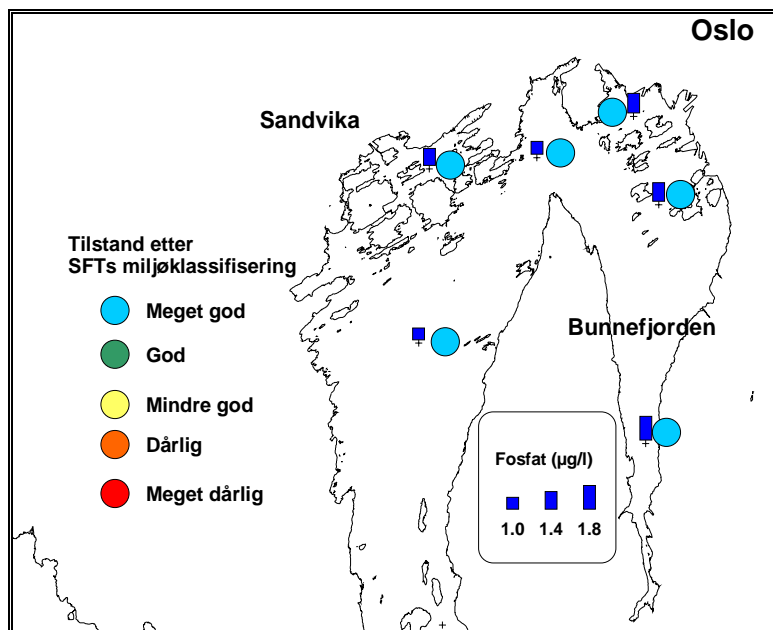 Oslo
Sandvika
Tilstand etter
SFTs miljøklassifisering
Meget god
God
Mindre god
Dårlig
Meget dårlig
Bunnefjorden
Fosfat (µg/l)
1.0 1.4 1.8